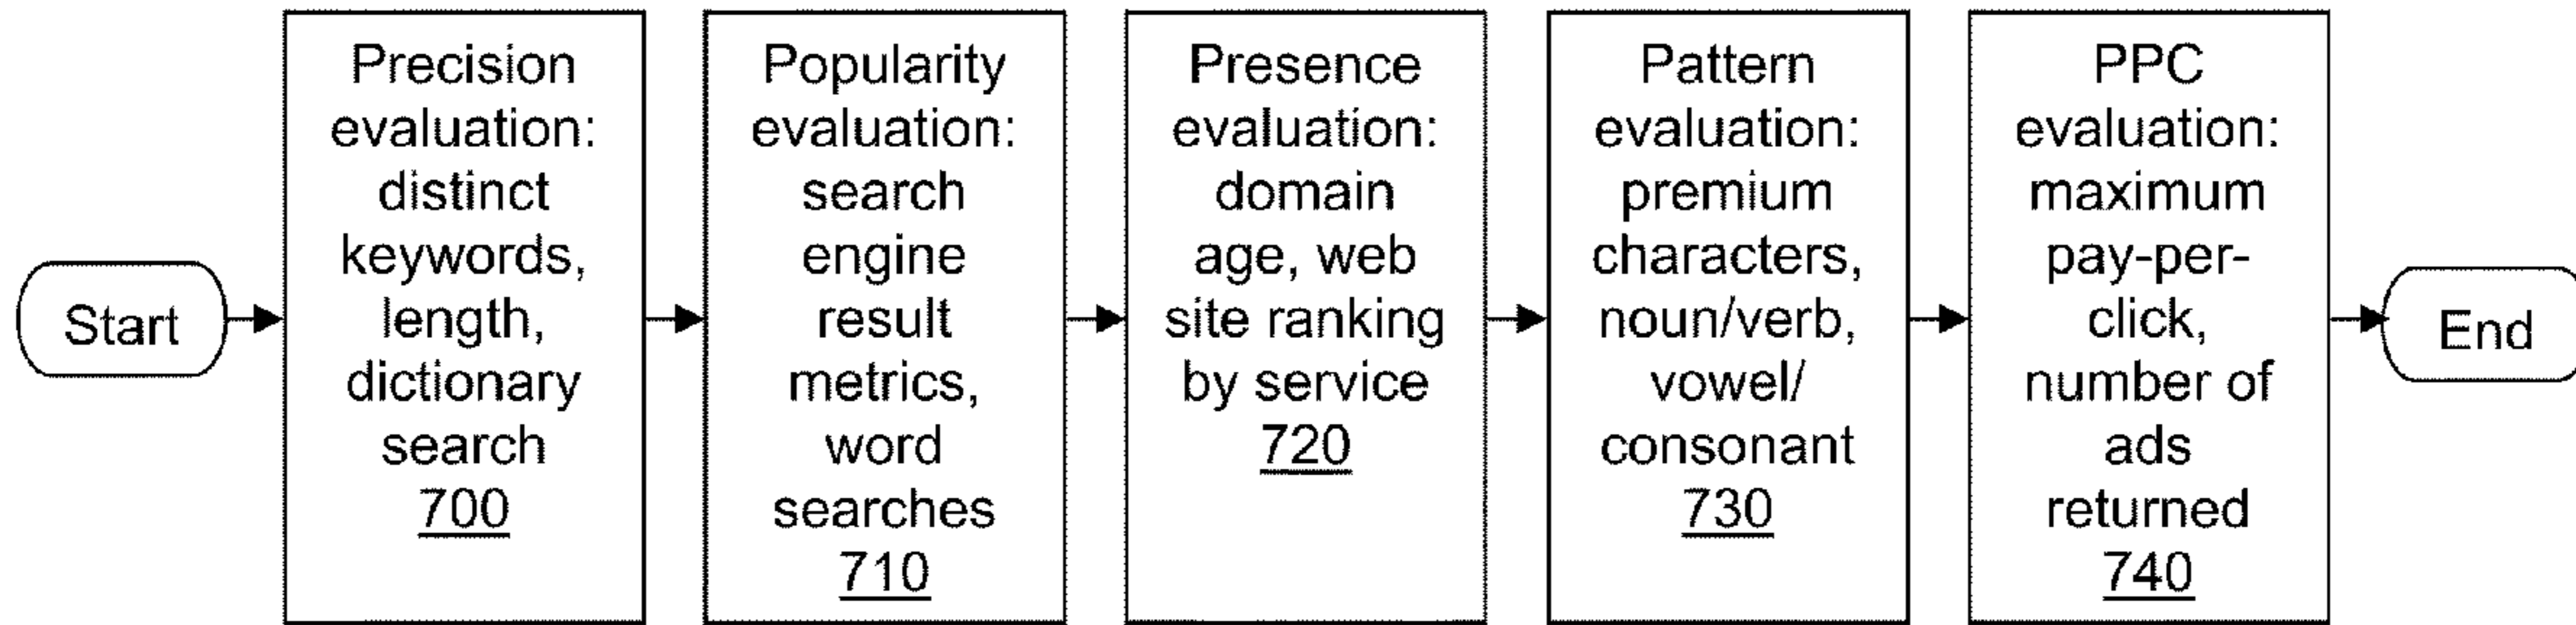 Start
Precision
evaluation:
distinct
keywords,
length,
dictionary
search
700
Popularity
evaluation:
search
engine
result
metrics,
word
searches
710
Presence
evaluation:
domain
age, web
site ranking
by service
720
Pattern
evaluation:
premium
characters,
noun/verb,
vowel/
consonant
730
PPC
evaluation:
maximum
pay-per-
click,
number of
ads
returned
740
End